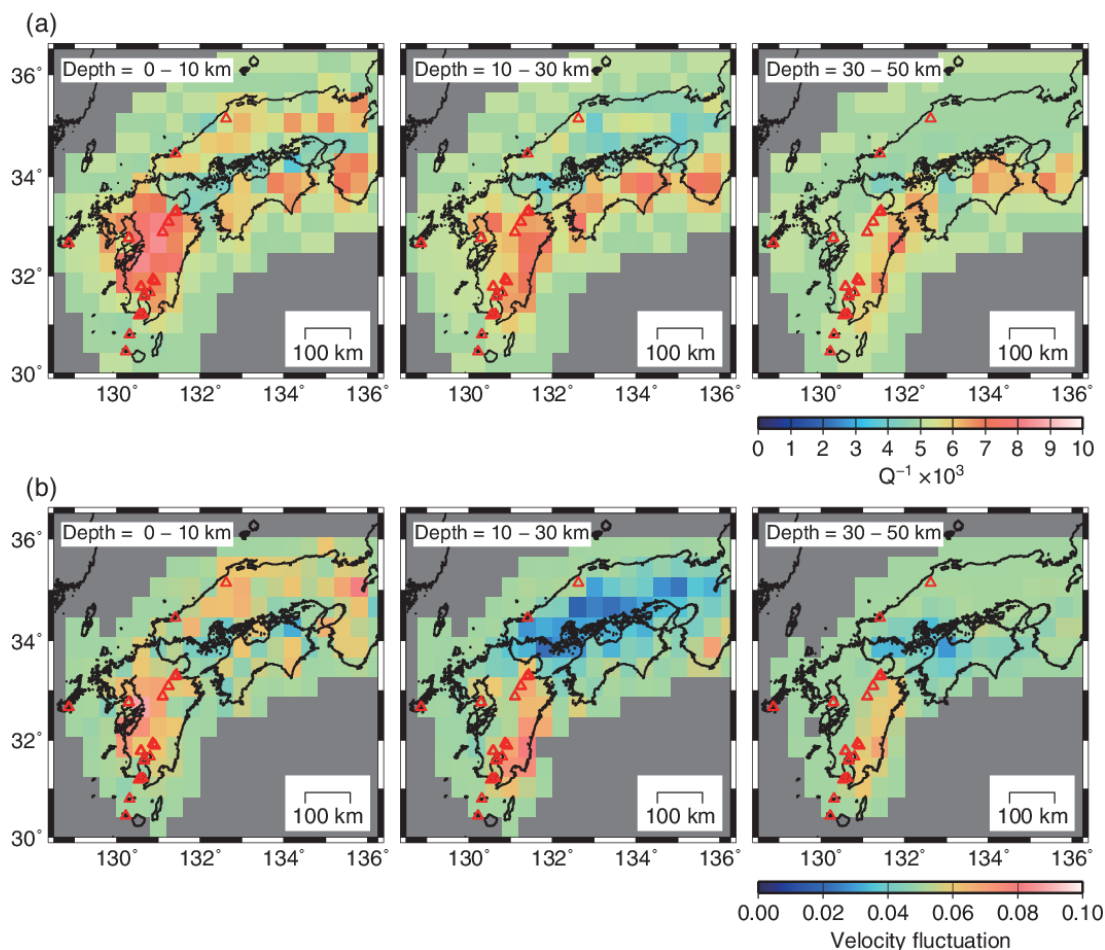 (a)
Depth = 0 – 10 km
Depth = 10 – 30 km
Depth = 30 – 50 km
36˚
34˚
32˚
30˚
100 km
100 km
100 km
130 132 134 136˚
130 132 134 136˚
130 132 134 136˚
0 1 2 3 4 5 6 7 8 9 10
Q⁻¹ ×10³
(b)
Depth = 0 – 10 km
Depth = 10 – 30 km
Depth = 30 – 50 km
36˚
34˚
32˚
30˚
100 km
100 km
100 km
130 132 134 136˚
130 132 134 136˚
130 132 134 136˚
0.00 0.02 0.04 0.06 0.08 0.10
Velocity fluctuation